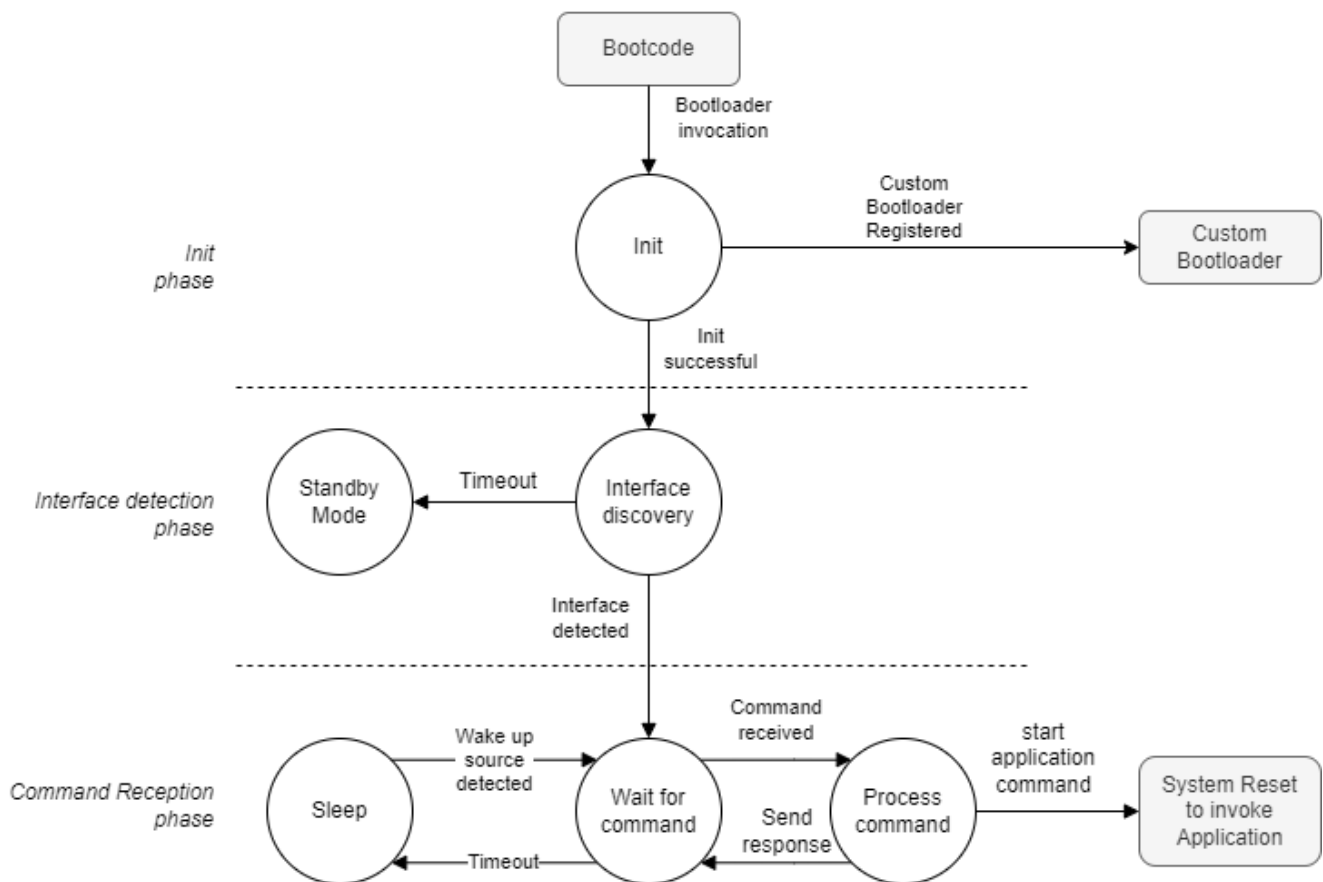 Bootcode
Bootloader
invocation
Custom
Bootloader
Registered
Init
phase
Init
Custom
Bootloader
Init
successful
Interface detection
phase
Standby
Mode
Timeout
Interface
discovery
Interface
detected
Command Reception
phase
Sleep
Wake up
source
detected
Timeout
Wait for
command
Command
received
Send
response
Process
command
start
application
command
System Reset
to invoke
Application